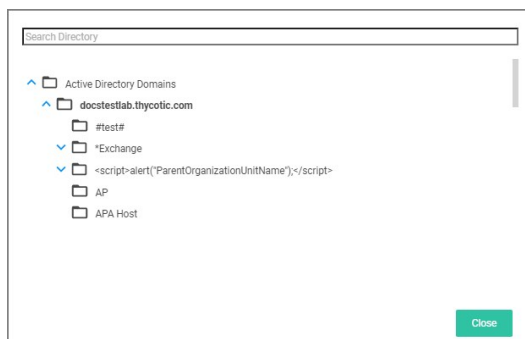 Search Directory
Active Directory Domains
docstestlab.thycotic.com
#test#
*Exchange
<script>alert("ParentOrganizationUnitName");</script>
AP
APA Host
Close